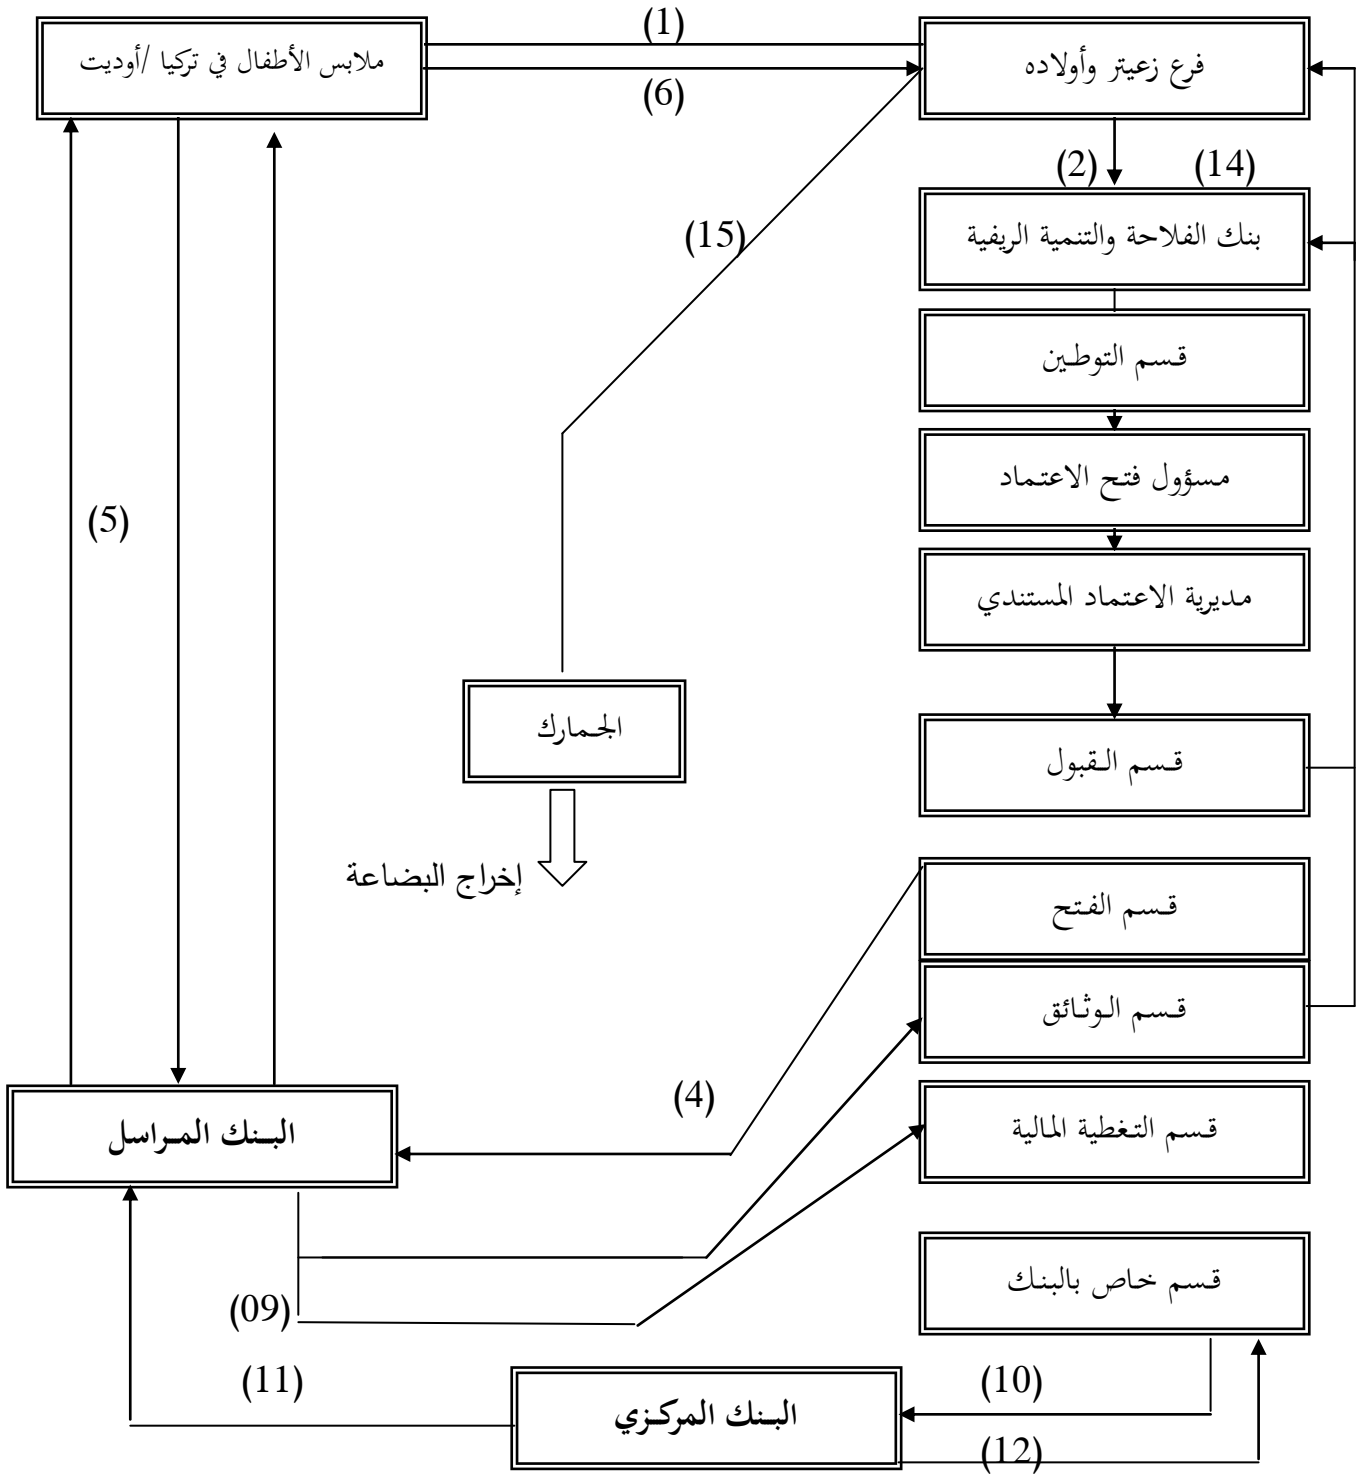 (1)
ملابس الأطفال في تركيا /أوديت
فرع زعيتر وأولاده
(6)
(2)
(14)
بنك الفلاحة والتنمية الريفية
(15)
قسم التوطين
مسؤول فتح الاعتماد
(5)
مديرية الاعتماد المستندي
الجمارك
قسم القبول
إخراج البضاعة
قسم الفتح
قسم الوثائق
(4)
قسم التغطية المالية
البنك المراسل
قسم خاص بالبنك
(09)
(11)
(10)
البنك المركزي
(12)